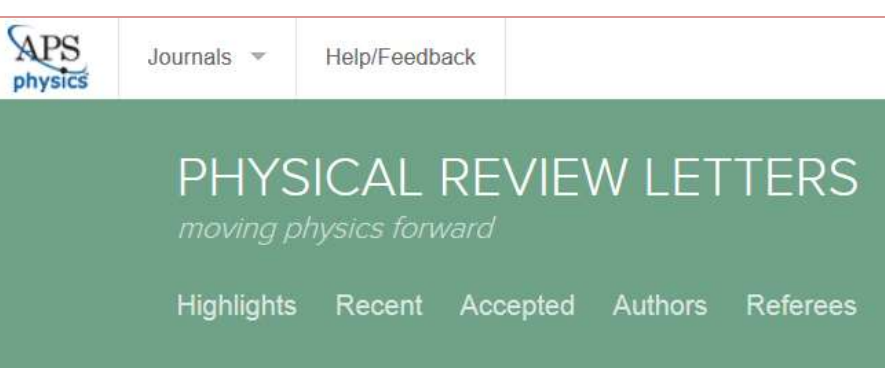 APS
physics
Journals
Help/Feedback
PHYSICAL REVIEW LETTERS
moving physics forward
Highlights Recent Accepted Authors Referees